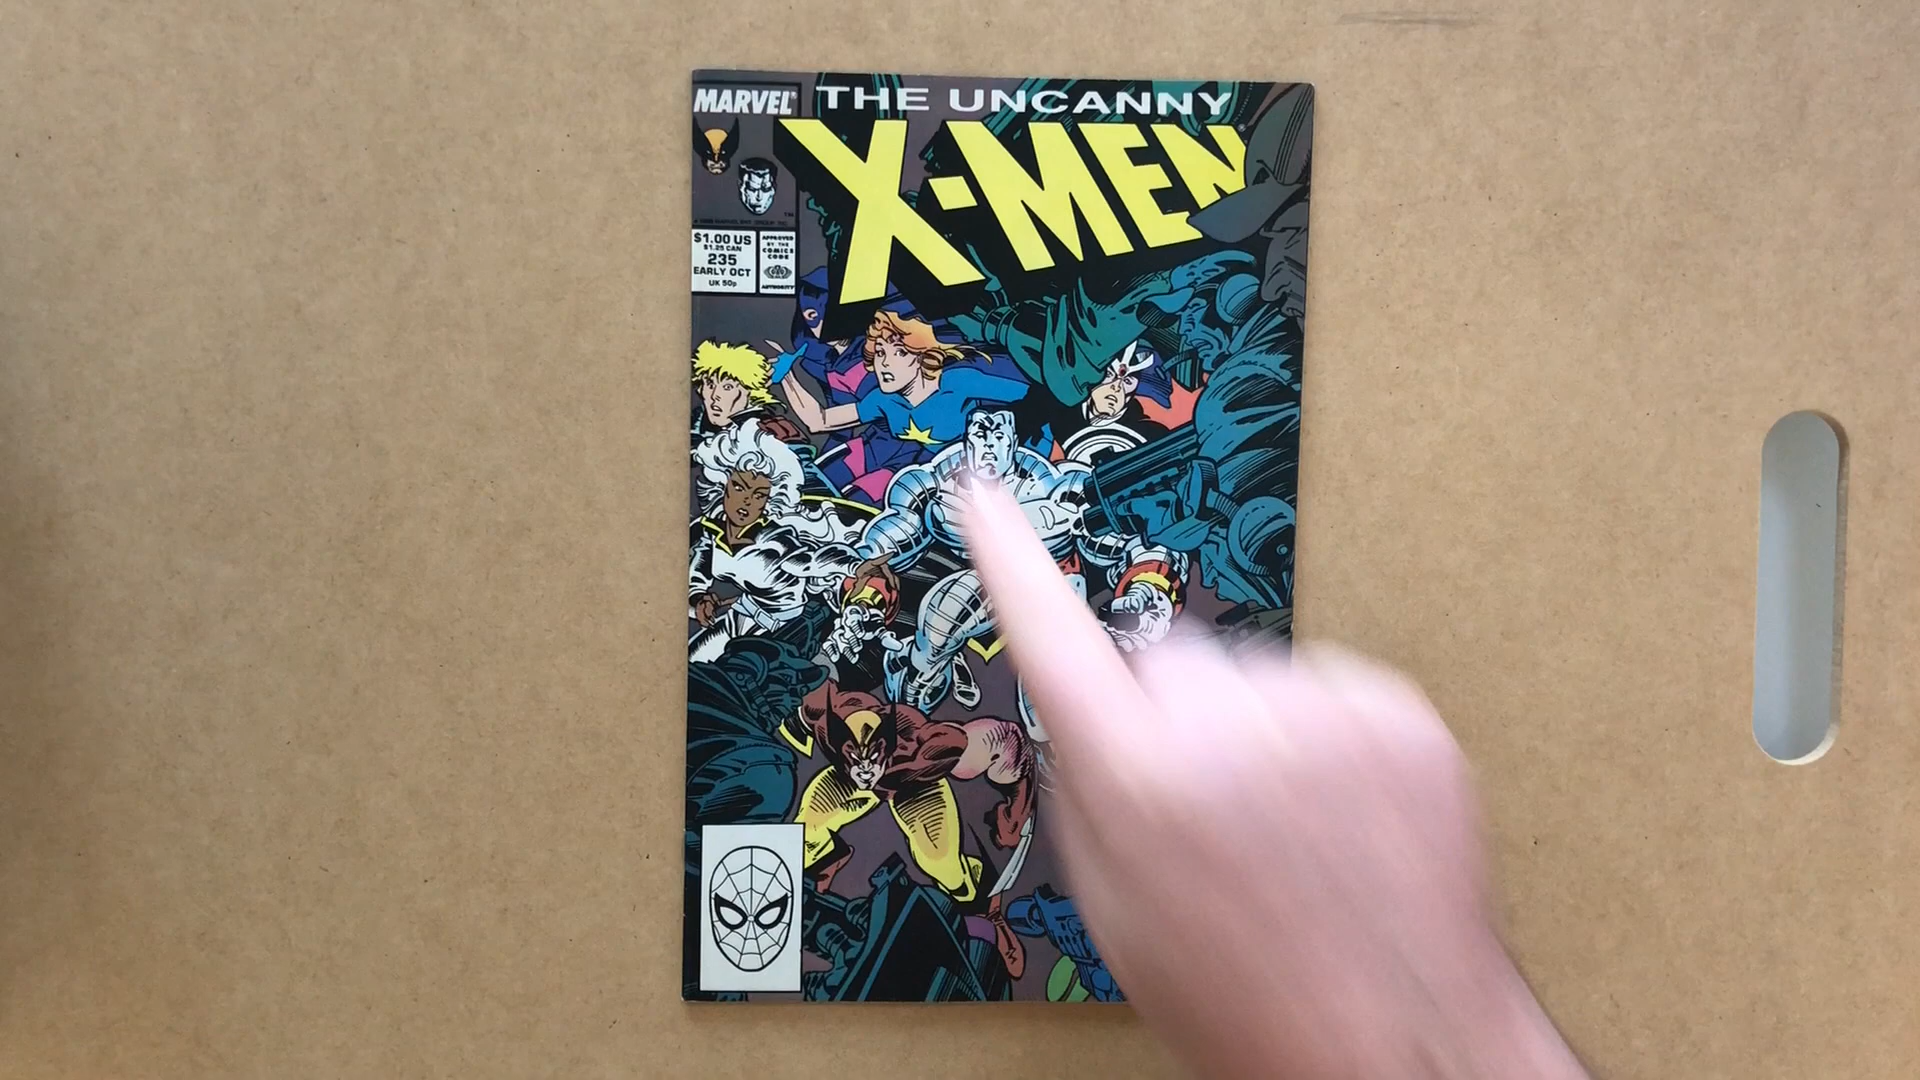 MARVEL®
THE UNCANNY
X-MEN
$1.00 US
$1.25 CAN
235
EARLY OCT
UK 50p
APPROVED
BY THE
COMICS
CODE
AUTHORITY
TM